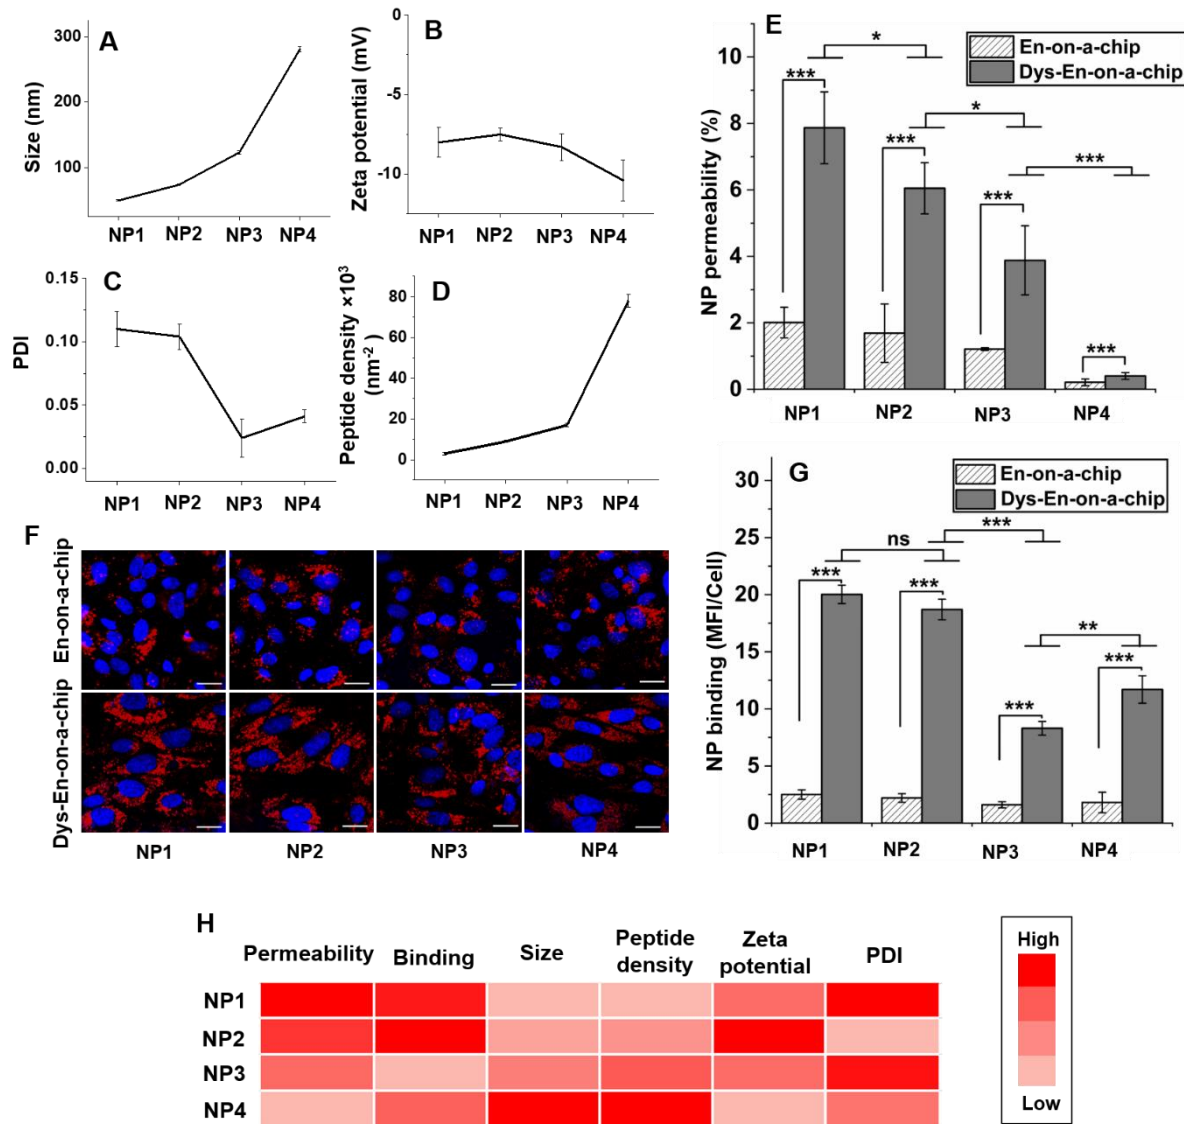 A
Size (nm)
300
200
100
NP1 NP2 NP3 NP4
B
Zeta potential (mV)
0
-5
-10
NP1 NP2 NP3 NP4
C
PDI
0.15
0.10
0.05
0.00
NP1 NP2 NP3 NP4
D
Peptide density ×10³
(nm⁻²)
80
60
40
20
0
NP1 NP2 NP3 NP4
E
En-on-a-chip
Dys-En-on-a-chip
NP permeability (%)
10
8
6
4
2
0
*
*
***
***
***
***
***
NP1 NP2 NP3 NP4
F
En-on-a-chip
Dys-En-on-a-chip
NP1 NP2 NP3 NP4
G
En-on-a-chip
Dys-En-on-a-chip
NP binding (MFI/Cell)
30
25
20
15
10
5
0
ns
***
**
***
***
***
***
NP1 NP2 NP3 NP4
H
Permeability Binding Size Peptide density Zeta potential PDI
NP1
NP2
NP3
NP4
High
Low